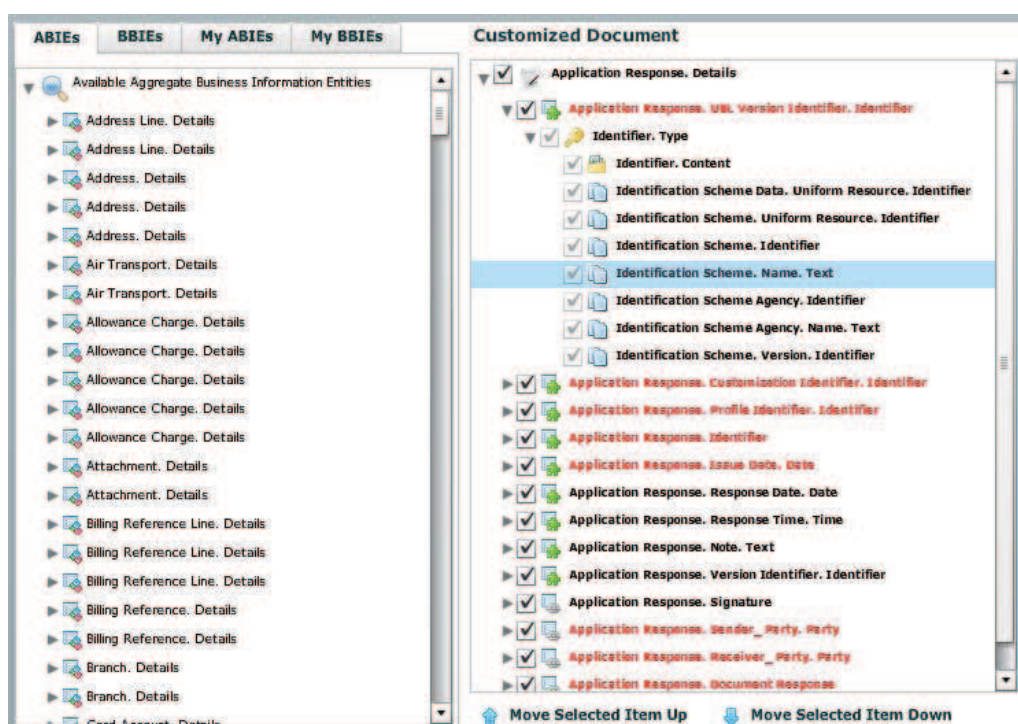 ABIEs BBIEs My ABIEs My BBIEs
Available Aggregate Business Information Entities
Address Line. Details
Address Line. Details
Address. Details
Address. Details
Address. Details
Air Transport. Details
Air Transport. Details
Allowance Charge. Details
Allowance Charge. Details
Allowance Charge. Details
Allowance Charge. Details
Allowance Charge. Details
Attachment. Details
Attachment. Details
Billing Reference Line. Details
Billing Reference Line. Details
Billing Reference Line. Details
Billing Reference. Details
Billing Reference. Details
Branch. Details
Branch. Details
Card Account. Details
Customized Document
Application Response. Details
Application Response. UBL Version Identifier. Identifier
Identifier. Type
Identifier. Content
Identification Scheme Data. Uniform Resource. Identifier
Identification Scheme. Uniform Resource. Identifier
Identification Scheme. Identifier
Identification Scheme. Name. Text
Identification Scheme Agency. Identifier
Identification Scheme Agency. Name. Text
Identification Scheme. Version. Identifier
Application Response. Customization Identifier. Identifier
Application Response. Profile Identifier. Identifier
Application Response. Identifier
Application Response. Issue Date. Date
Application Response. Response Date. Date
Application Response. Response Time. Time
Application Response. Note. Text
Application Response. Version Identifier. Identifier
Application Response. Signature
Application Response. Sender_ Party. Party
Application Response. Receiver_ Party. Party
Application Response. Document Response
Move Selected Item Up Move Selected Item Down